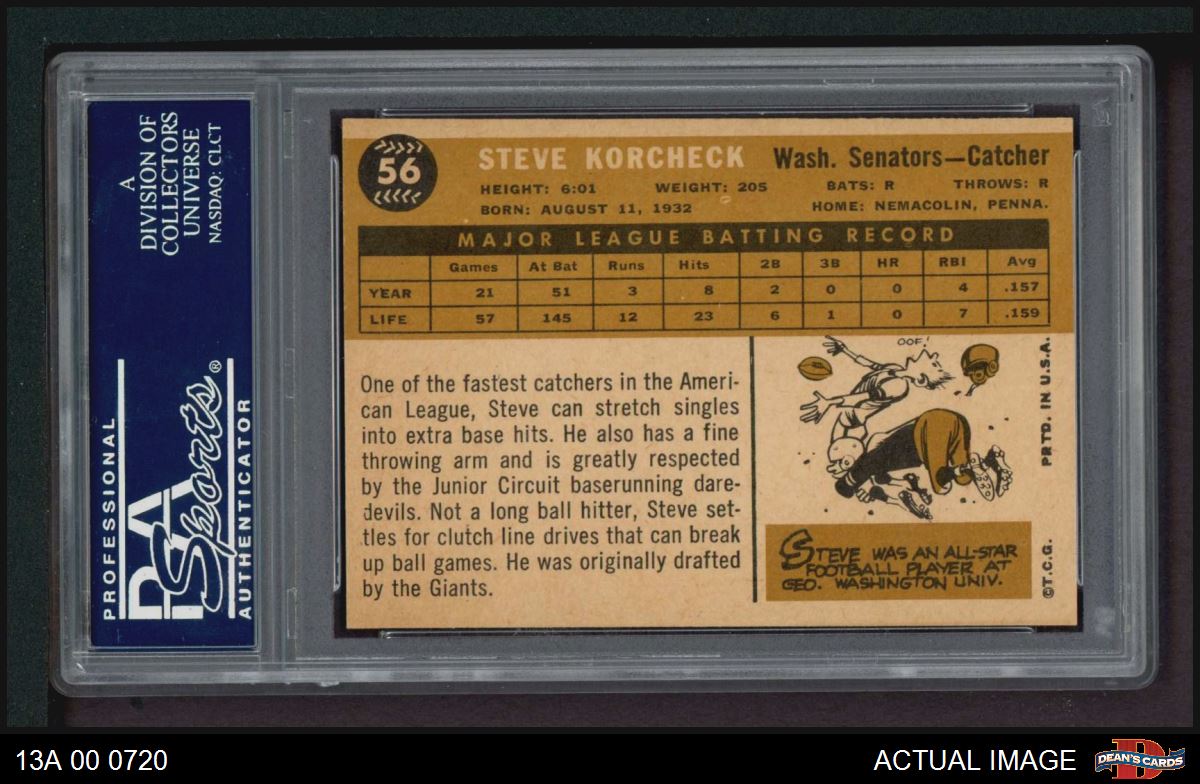 A
DIVISION OF
COLLECTORS
UNIVERSE
NASDAQ: CLCT
PROFESSIONAL
PSA
Sports®
AUTHENTICATOR
56
STEVE KORCHECK Wash. Senators—Catcher
HEIGHT: 6:01 WEIGHT: 205 BATS: R THROWS: R
BORN: AUGUST 11, 1932 HOME: NEMACOLIN, PENNA.
MAJOR LEAGUE BATTING RECORD
Games At Bat Runs Hits 2B 3B HR RBI Avg
YEAR 21 51 3 8 2 0 0 4 .157
LIFE 57 145 12 23 6 1 0 7 .159
One of the fastest catchers in the Ameri-
can League, Steve can stretch singles
into extra base hits. He also has a fine
throwing arm and is greatly respected
by the Junior Circuit baserunning dare-
devils. Not a long ball hitter, Steve set-
tles for clutch line drives that can break
up ball games. He was originally drafted
by the Giants.
OOF!
STEVE WAS AN ALL-STAR
FOOTBALL PLAYER AT
GEO. WASHINGTON UNIV.
©T.C.G. PRTD. IN U.S.A.
13A 00 0720
ACTUAL IMAGE
D
DEAN'S CARDS